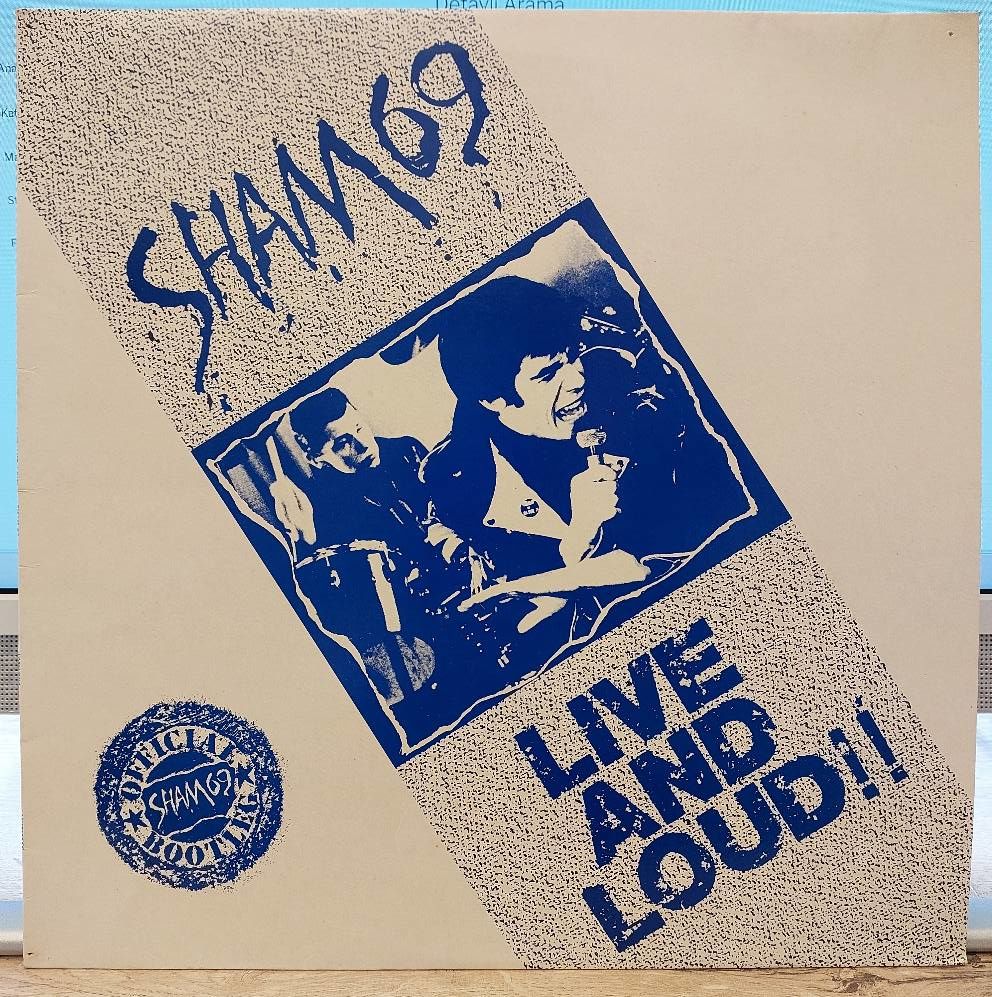 Detaylı Arama
SHAM 69
LIVE
AND
LOUD!!
OFFICIAL
SHAM 69
BOOTLEG